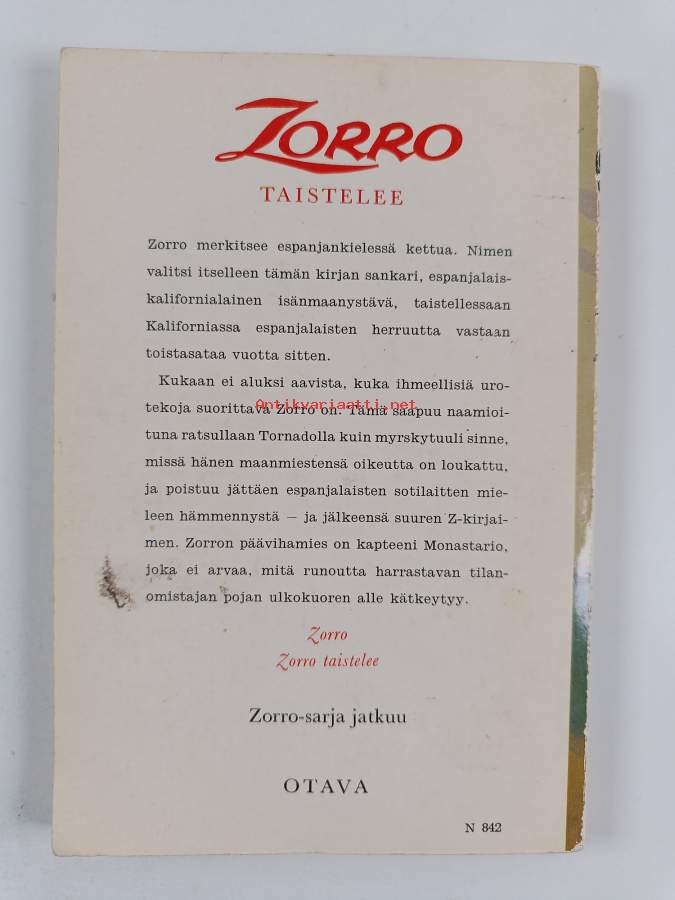 ZORRO
TAISTELEE
Zorro merkitsee espanjankielessä kettua. Nimen
valitsi itselleen tämän kirjan sankari, espanjalais-
kalifornialainen isänmaanystävä, taistellessaan
Kaliforniassa espanjalaisten herruutta vastaan
toistasataa vuotta sitten.
Kukaan ei aluksi aavista, kuka ihmeellisiä uro-
tekoja suorittava Zorro on. Tämä saapuu naamioi-
Antikvariaatti.net
tuna ratsullaan Tornadolla kuin myrskytuuli sinne,
missä hänen maanmiestensä oikeutta on loukattu,
ja poistuu jättäen espanjalaisten sotilaitten mie-
leen hämmennystä — ja jälkeensä suuren Z-kirjai-
men. Zorron päävihamies on kapteeni Monastario,
joka ei arvaa, mitä runoutta harrastavan tilan-
omistajan pojan ulkokuoren alle kätkeytyy.
Zorro
Zorro taistelee
Zorro-sarja jatkuu
OTAVA
N 842